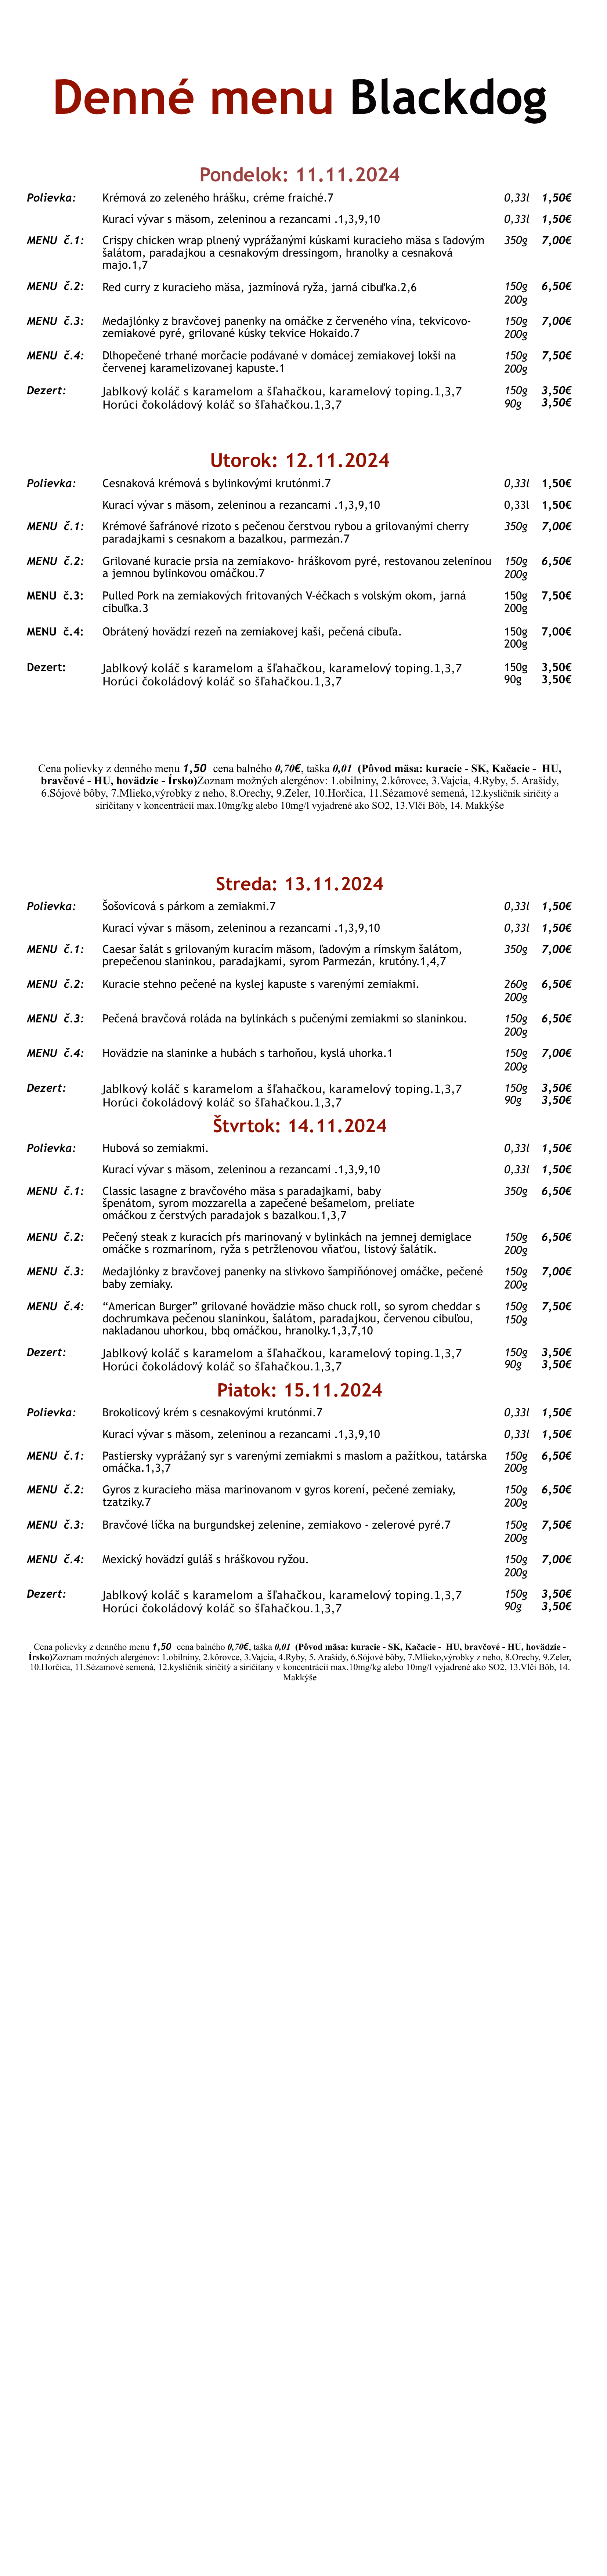 Denné menu Blackdog
Pondelok: 11.11.2024
Polievka: Krémová zo zeleného hrášku, créme fraiché.7 0,33l 1,50€
Kurací vývar s mäsom, zeleninou a rezancami .1,3,9,10 0,33l 1,50€
MENU č.1: Crispy chicken wrap plnený vyprážanými kúskami kuracieho mäsa s ľadovým 350g 7,00€
šalátom, paradajkou a cesnakovým dressingom, hranolky a cesnaková
majo.1,7
MENU č.2: Red curry z kuracieho mäsa, jazmínová ryža, jarná cibuľka.2,6 150g 6,50€
200g
MENU č.3: Medajlónky z bravčovej panenky na omáčke z červeného vína, tekvicovo- 150g 7,00€
zemiakové pyré, grilované kúsky tekvice Hokaido.7 200g
MENU č.4: Dlhopečené trhané morčacie podávané v domácej zemiakovej lokši na 150g 7,50€
červenej karamelizovanej kapuste.1 200g
Dezert: Jablkový koláč s karamelom a šľahačkou, karamelový toping.1,3,7 150g 3,50€
Horúci čokoládový koláč so šľahačkou.1,3,7 90g 3,50€
Utorok: 12.11.2024
Polievka: Cesnaková krémová s bylinkovými krutónmi.7 0,33l 1,50€
Kurací vývar s mäsom, zeleninou a rezancami .1,3,9,10 0,33l 1,50€
MENU č.1: Krémové šafránové rizoto s pečenou čerstvou rybou a grilovanými cherry 350g 7,00€
paradajkami s cesnakom a bazalkou, parmezán.7
MENU č.2: Grilované kuracie prsia na zemiakovo- hráškovom pyré, restovanou zeleninou 150g 6,50€
a jemnou bylinkovou omáčkou.7 200g
MENU č.3: Pulled Pork na zemiakových fritovaných V-éčkach s volským okom, jarná 150g 7,50€
cibuľka.3 200g
MENU č.4: Obrátený hovädzí rezeň na zemiakovej kaši, pečená cibuľa. 150g 7,00€
200g
Dezert: Jablkový koláč s karamelom a šľahačkou, karamelový toping.1,3,7 150g 3,50€
Horúci čokoládový koláč so šľahačkou.1,3,7 90g 3,50€
Cena polievky z denného menu 1,50 cena balného 0,70€, taška 0,01 (Pôvod mäsa: kuracie - SK, Kačacie - HU,
bravčové - HU, hovädzie - Írsko)Zoznam možných alergénov: 1.obilniny, 2.kôrovce, 3.Vajcia, 4.Ryby, 5. Arašidy,
6.Sójové bôby, 7.Mlieko,výrobky z neho, 8.Orechy, 9.Zeler, 10.Horčica, 11.Sézamové semená, 12.kysličník siričitý a
siričitany v koncentrácií max.10mg/kg alebo 10mg/l vyjadrené ako SO2, 13.Vlčí Bôb, 14. Makkýše
Streda: 13.11.2024
Polievka: Šošovicová s párkom a zemiakmi.7 0,33l 1,50€
Kurací vývar s mäsom, zeleninou a rezancami .1,3,9,10 0,33l 1,50€
MENU č.1: Caesar šalát s grilovaným kuracím mäsom, ľadovým a rímskym šalátom, 350g 7,00€
prepečenou slaninkou, paradajkami, syrom Parmezán, krutóny.1,4,7
MENU č.2: Kuracie stehno pečené na kyslej kapuste s varenými zemiakmi. 260g 6,50€
200g
MENU č.3: Pečená bravčová roláda na bylinkách s pučenými zemiakmi so slaninkou. 150g 6,50€
200g
MENU č.4: Hovädzie na slaninke a hubách s tarhoňou, kyslá uhorka.1 150g 7,00€
200g
Dezert: Jablkový koláč s karamelom a šľahačkou, karamelový toping.1,3,7 150g 3,50€
Horúci čokoládový koláč so šľahačkou.1,3,7 90g 3,50€
Štvrtok: 14.11.2024
Polievka: Hubová so zemiakmi. 0,33l 1,50€
Kurací vývar s mäsom, zeleninou a rezancami .1,3,9,10 0,33l 1,50€
MENU č.1: Classic lasagne z bravčového mäsa s paradajkami, baby 350g 6,50€
špenátom, syrom mozzarella a zapečené bešamelom, preliate
omáčkou z čerstvých paradajok s bazalkou.1,3,7
MENU č.2: Pečený steak z kuracích pŕs marinovaný v bylinkách na jemnej demiglace 150g 6,50€
omáčke s rozmarínom, ryža s petržlenovou vňaťou, listový šalátik. 200g
MENU č.3: Medajlónky z bravčovej panenky na slivkovo šampiňónovej omáčke, pečené 150g 7,00€
baby zemiaky. 200g
MENU č.4: “American Burger” grilované hovädzie mäso chuck roll, so syrom cheddar s 150g 7,50€
dochrumkava pečenou slaninkou, šalátom, paradajkou, červenou cibuľou, 150g
nakladanou uhorkou, bbq omáčkou, hranolky.1,3,7,10
Dezert: Jablkový koláč s karamelom a šľahačkou, karamelový toping.1,3,7 150g 3,50€
Horúci čokoládový koláč so šľahačkou.1,3,7 90g 3,50€
Piatok: 15.11.2024
Polievka: Brokolicový krém s cesnakovými krutónmi.7 0,33l 1,50€
Kurací vývar s mäsom, zeleninou a rezancami .1,3,9,10 0,33l 1,50€
MENU č.1: Pastiersky vyprážaný syr s varenými zemiakmi s maslom a pažítkou, tatárska 150g 6,50€
omáčka.1,3,7 200g
MENU č.2: Gyros z kuracieho mäsa marinovanom v gyros korení, pečené zemiaky, 150g 6,50€
tzatziky.7 200g
MENU č.3: Bravčové líčka na burgundskej zelenine, zemiakovo - zelerové pyré.7 150g 7,50€
200g
MENU č.4: Mexický hovädzí guláš s hráškovou ryžou. 150g 7,00€
200g
Dezert: Jablkový koláč s karamelom a šľahačkou, karamelový toping.1,3,7 150g 3,50€
Horúci čokoládový koláč so šľahačkou.1,3,7 90g 3,50€
Cena polievky z denného menu 1,50 cena balného 0,70€, taška 0,01 (Pôvod mäsa: kuracie - SK, Kačacie - HU, bravčové - HU, hovädzie -
Írsko)Zoznam možných alergénov: 1.obilniny, 2.kôrovce, 3.Vajcia, 4.Ryby, 5. Arašidy, 6.Sójové bôby, 7.Mlieko,výrobky z neho, 8.Orechy, 9.Zeler,
10.Horčica, 11.Sézamové semená, 12.kysličník siričitý a siričitany v koncentrácií max.10mg/kg alebo 10mg/l vyjadrené ako SO2, 13.Vlčí Bôb, 14.
Makkýše